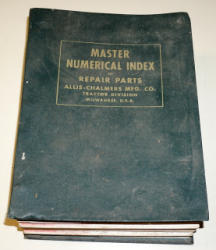 MASTER
NUMERICAL INDEX
OF
REPAIR PARTS
ALLIS-CHALMERS MFG. CO.
TRACTOR DIVISION
MILWAUKEE, U.S.A.